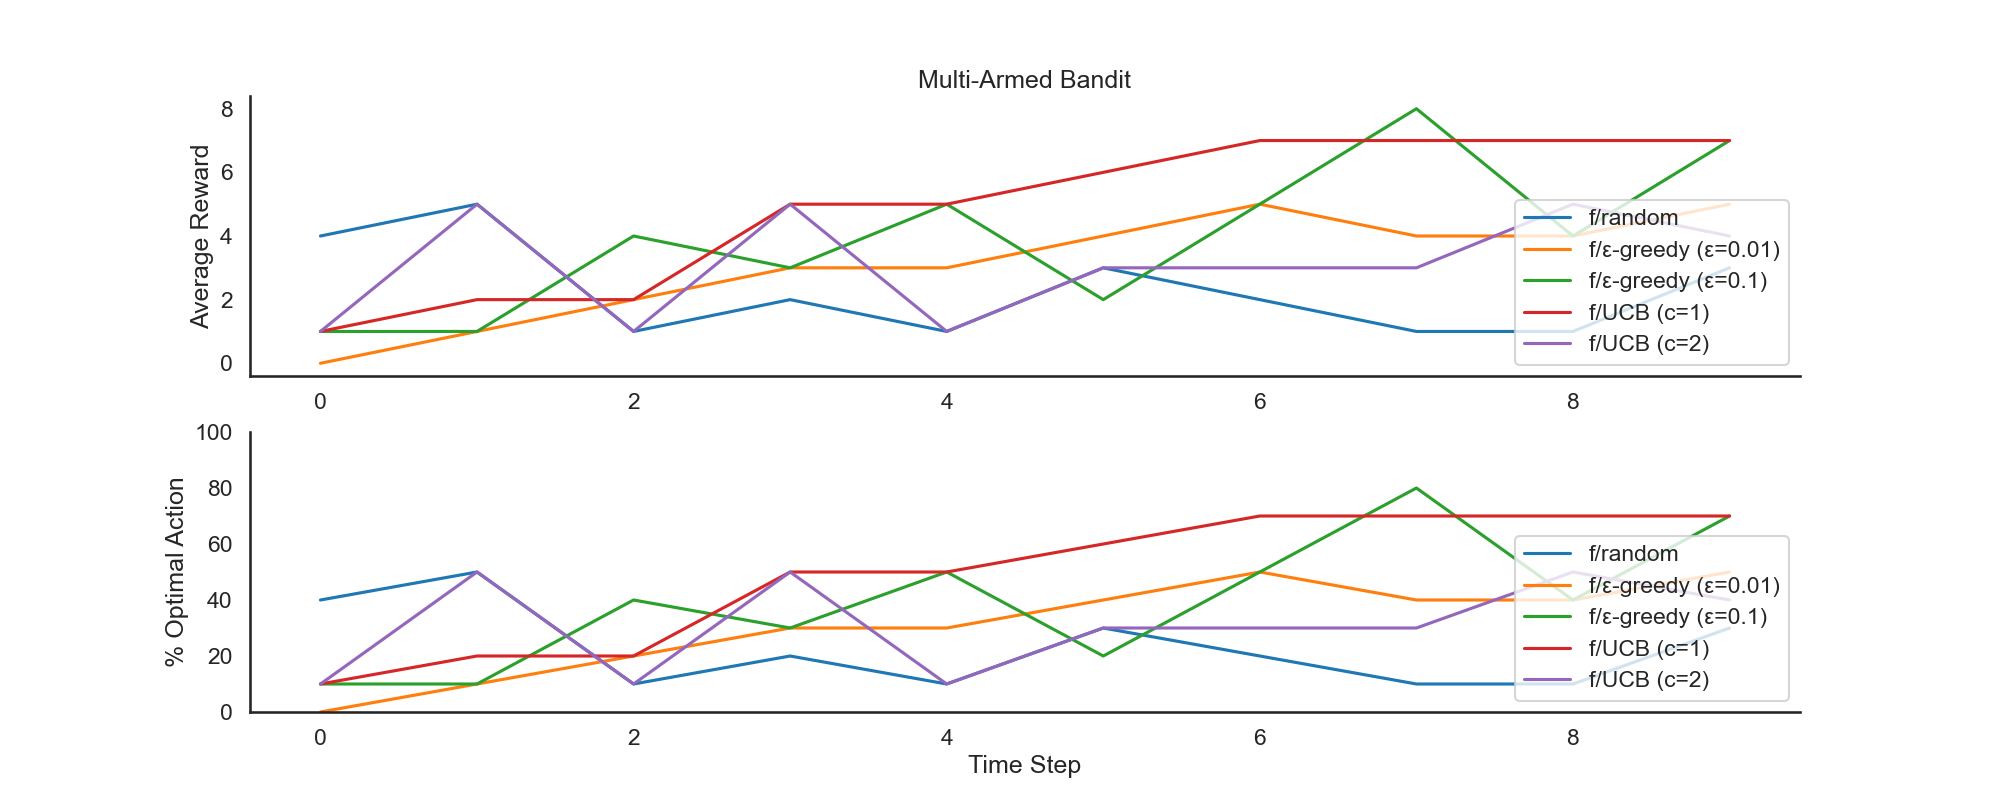 Multi-Armed Bandit
Average Reward
8
6
4
2
0
0 2 4 6 8
f/random
f/ε-greedy (ε=0.01)
f/ε-greedy (ε=0.1)
f/UCB (c=1)
f/UCB (c=2)
% Optimal Action
100
80
60
40
20
0
0 2 4 6 8
f/random
f/ε-greedy (ε=0.01)
f/ε-greedy (ε=0.1)
f/UCB (c=1)
f/UCB (c=2)
Time Step